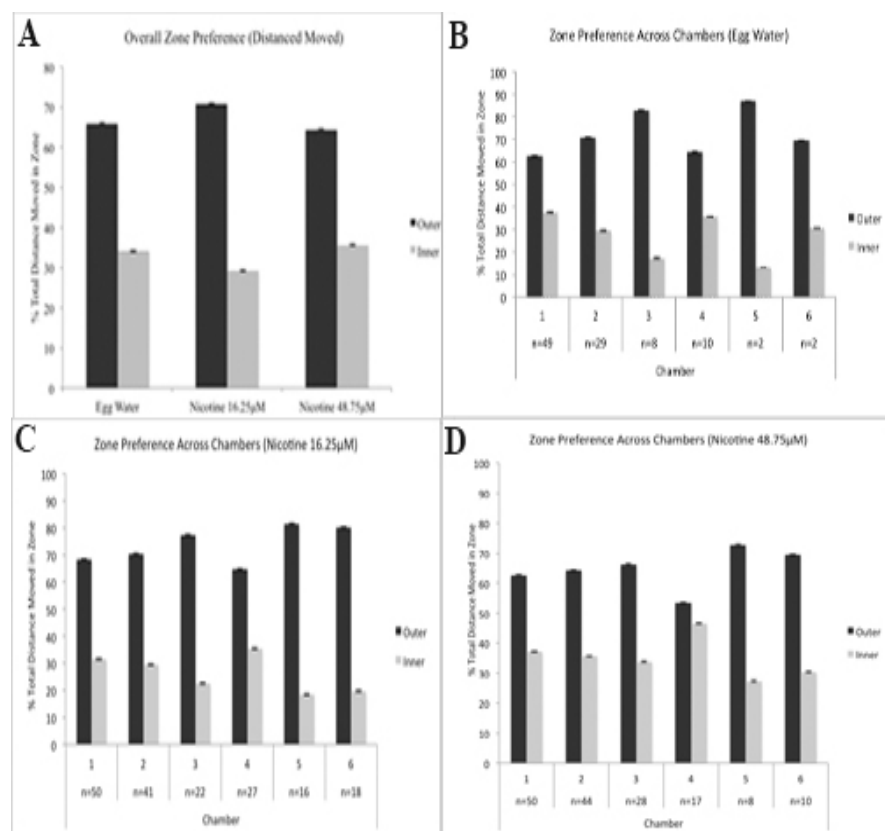 A
Overall Zone Preference (Distanced Moved)
% Total Distance Moved in Zone
80
70
60
50
40
30
20
10
0
Egg Water
Nicotine 16.25µM
Nicotine 48.75µM
Outer
Inner
B
Zone Preference Across Chambers (Egg Water)
% Total Distance Moved in Zone
100
90
80
70
60
50
40
30
20
10
0
1 2 3 4 5 6
n=49 n=29 n=8 n=10 n=2 n=2
Chamber
Outer
Inner
C
Zone Preference Across Chambers (Nicotine 16.25µM)
% Total Distance Moved in Zone
100
90
80
70
60
50
40
30
20
10
0
1 2 3 4 5 6
n=50 n=41 n=22 n=27 n=16 n=18
Chamber
Outer
Inner
D
Zone Preference Across Chambers (Nicotine 48.75µM)
% Total Distance Moved in Zone
100
90
80
70
60
50
40
30
20
10
0
1 2 3 4 5 6
n=50 n=44 n=28 n=17 n=8 n=10
Chamber
Outer
Inner